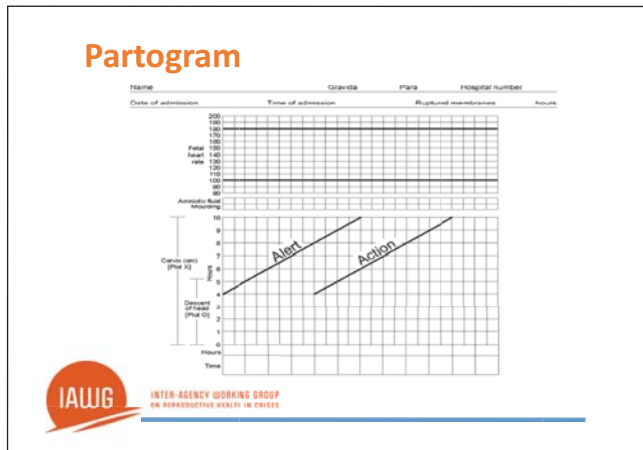 Partogram
Name Gravida Para Hospital number
Date of admission Time of admission Ruptured membranes hours
200
190
180
170
160
150
140
130
120
110
100
90
80
Fetal
heart
rate
Amniotic fluid
Moulding
10
9
8
7
6
5
4
3
2
1
0
Cervix (cm)
[Plot X]
Hours
Descent
of head
[Plot O]
Alert
Action
Hours
Time
IAWG
INTER-AGENCY WORKING GROUP
ON REPRODUCTIVE HEALTH IN CRISES